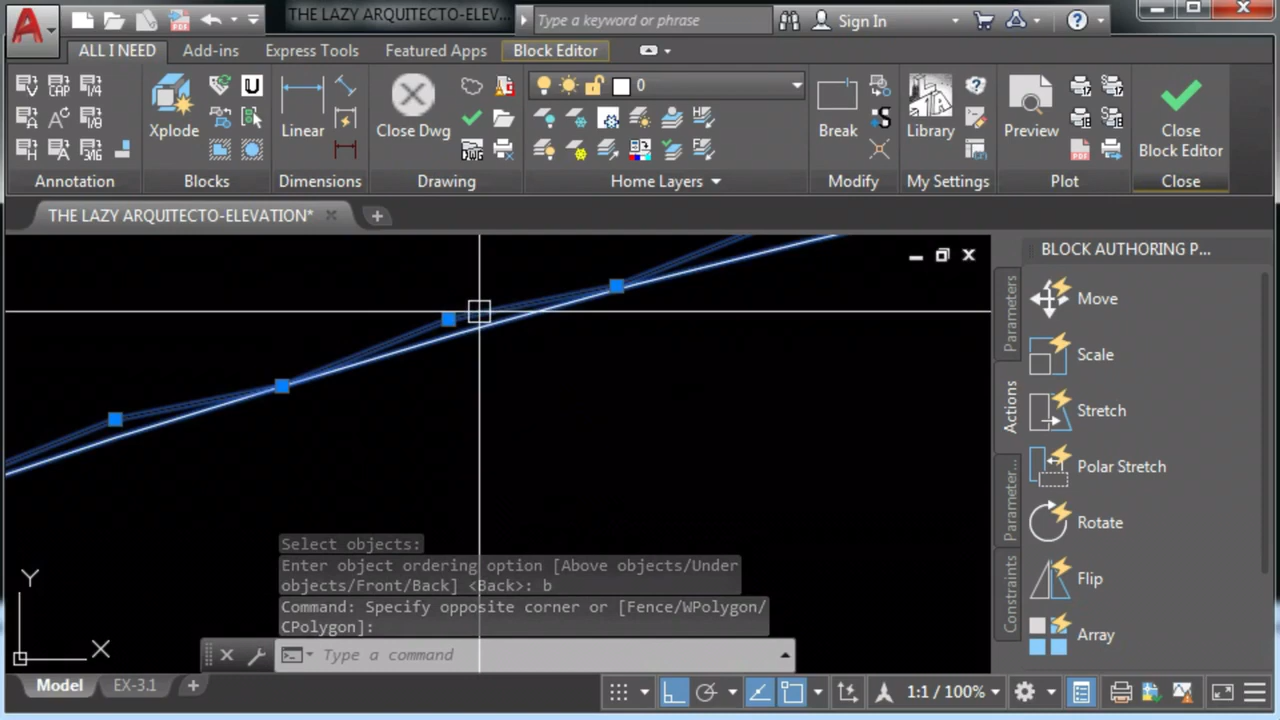 THE LAZY ARQUITECTO-ELEV...
Type a keyword or phrase
Sign In
ALL I NEED
Add-ins
Express Tools
Featured Apps
Block Editor
Xplode
Linear
Close Dwg
0
Break
Library
Preview
Close
Block Editor
Annotation
Blocks
Dimensions
Drawing
Home Layers
Modify
My Settings
Plot
Close
THE LAZY ARQUITECTO-ELEVATION*
BLOCK AUTHORING P...
Parameters
Actions
Parameter...
Constraints
Move
Scale
Stretch
Polar Stretch
Rotate
Flip
Array
Select objects:
Enter object ordering option [Above objects/Under
objects/Front/Back] <Back>: b
Command: Specify opposite corner or [Fence/WPolygon/
CPolygon]:
Type a command
Y
X
Model
EX-3.1
1:1 / 100%